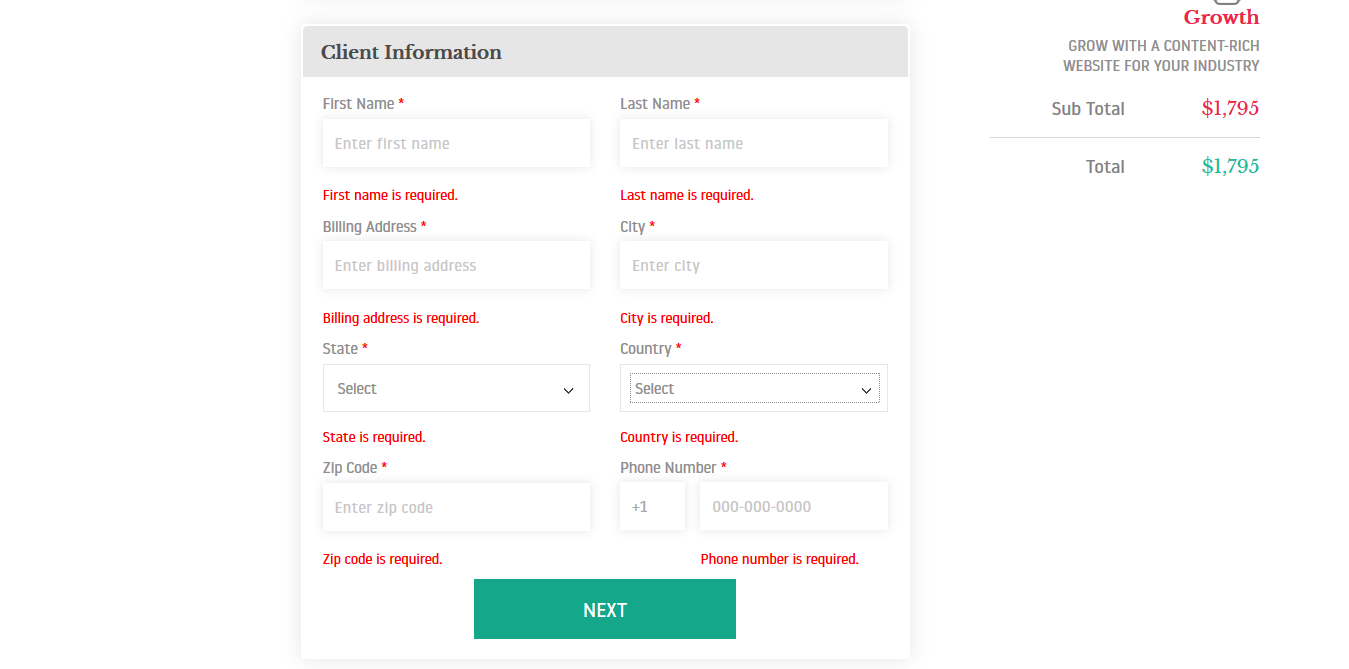 Client Information
First Name *
Last Name *
Enter first name
Enter last name
First name is required.
Last name is required.
Billing Address *
City *
Enter billing address
Enter city
Billing address is required.
City is required.
State *
Country *
Select
Select
State is required.
Country is required.
Zip Code *
Phone Number *
Enter zip code
+1
000-000-0000
Zip code is required.
Phone number is required.
NEXT
Growth
GROW WITH A CONTENT-RICH
WEBSITE FOR YOUR INDUSTRY
Sub Total $1,795
Total $1,795